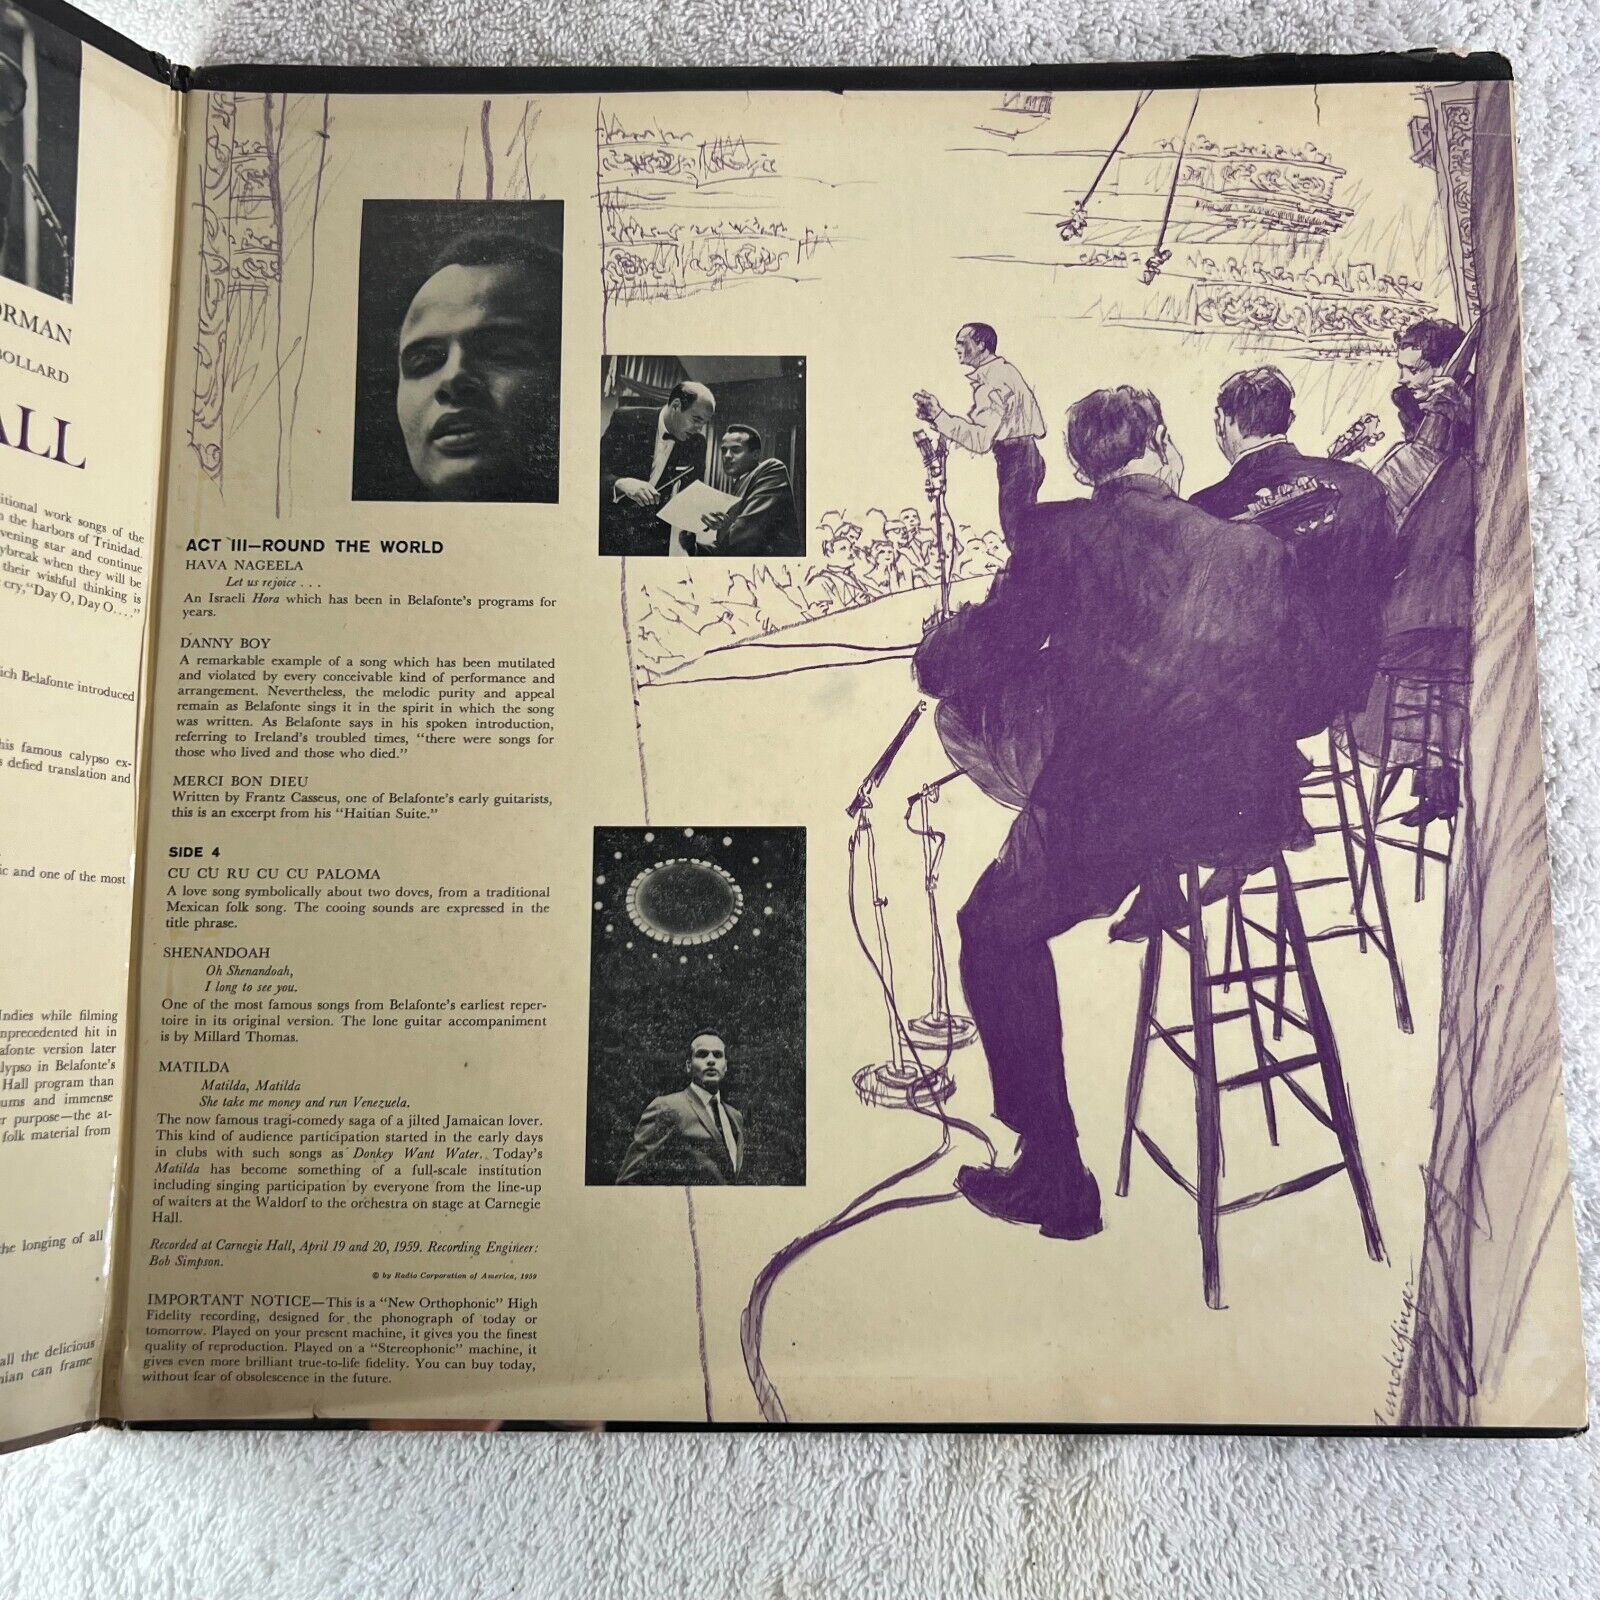 ORMAN
BOLLARD
ALL
itional work songs of the
n the harbors of Trinidad.
vening star and continue
ybreak when they will be
their wishful thinking is
cry, "Day O, Day O. . . ."
ich Belafonte introduced
his famous calypso ex-
s defied translation and
ic and one of the most
Indies while filming
nprecedented hit in
afonte version later
lypso in Belafonte's
Hall program than
ums and immense
r purpose—the at-
folk material from
he longing of all
all the delicious
nian can frame
ACT III—ROUND THE WORLD
HAVA NAGEELA
Let us rejoice . . .
An Israeli Hora which has been in Belafonte's programs for
years.
DANNY BOY
A remarkable example of a song which has been mutilated
and violated by every conceivable kind of performance and
arrangement. Nevertheless, the melodic purity and appeal
remain as Belafonte sings it in the spirit in which the song
was written. As Belafonte says in his spoken introduction,
referring to Ireland's troubled times, "there were songs for
those who lived and those who died."
MERCI BON DIEU
Written by Frantz Casseus, one of Belafonte's early guitarists,
this is an excerpt from his "Haitian Suite."
SIDE 4
CU CU RU CU CU PALOMA
A love song symbolically about two doves, from a traditional
Mexican folk song. The cooing sounds are expressed in the
title phrase.
SHENANDOAH
Oh Shenandoah,
I long to see you.
One of the most famous songs from Belafonte's earliest reper-
toire in its original version. The lone guitar accompaniment
is by Millard Thomas.
MATILDA
Matilda, Matilda
She take me money and run Venezuela.
The now famous tragi-comedy saga of a jilted Jamaican lover.
This kind of audience participation started in the early days
in clubs with such songs as Donkey Want Water. Today's
Matilda has become something of a full-scale institution
including singing participation by everyone from the line-up
of waiters at the Waldorf to the orchestra on stage at Carnegie
Hall.
Recorded at Carnegie Hall, April 19 and 20, 1959. Recording Engineer:
Bob Simpson.
© by Radio Corporation of America, 1959
IMPORTANT NOTICE—This is a "New Orthophonic" High
Fidelity recording, designed for the phonograph of today or
tomorrow. Played on your present machine, it gives you the finest
quality of reproduction. Played on a "Stereophonic" machine, it
gives even more brilliant true-to-life fidelity. You can buy today,
without fear of obsolescence in the future.